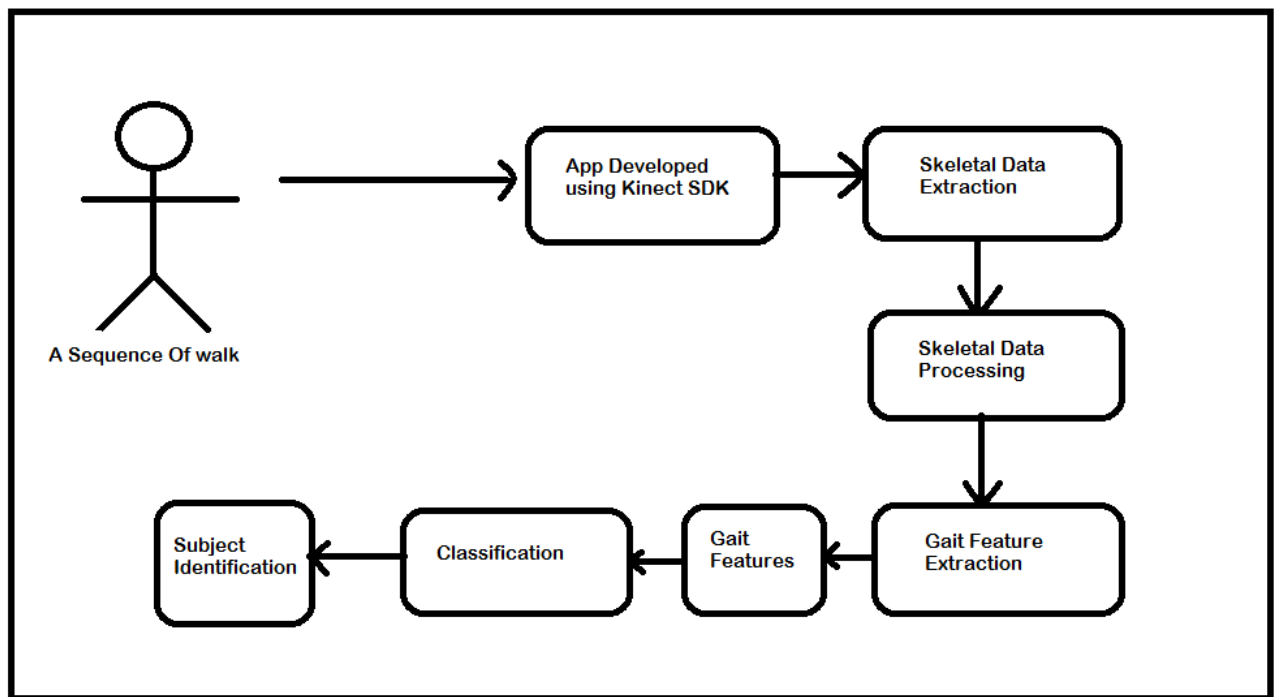 App Developed
using Kinect SDK
Skeletal Data
Extraction
A Sequence Of walk
Skeletal Data
Processing
Gait Feature
Extraction
Gait
Features
Classification
Subject
Identification